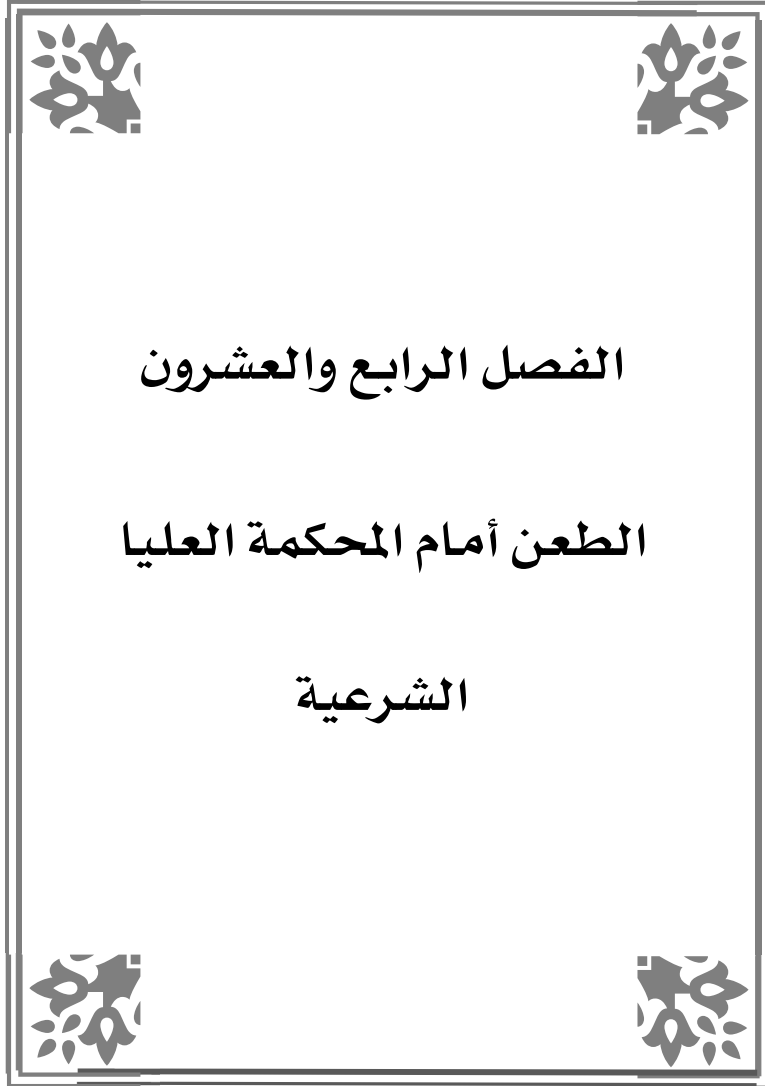 الفصل الرابع والعشرون
الطعن أمام المحكمة العليا
الشرعية